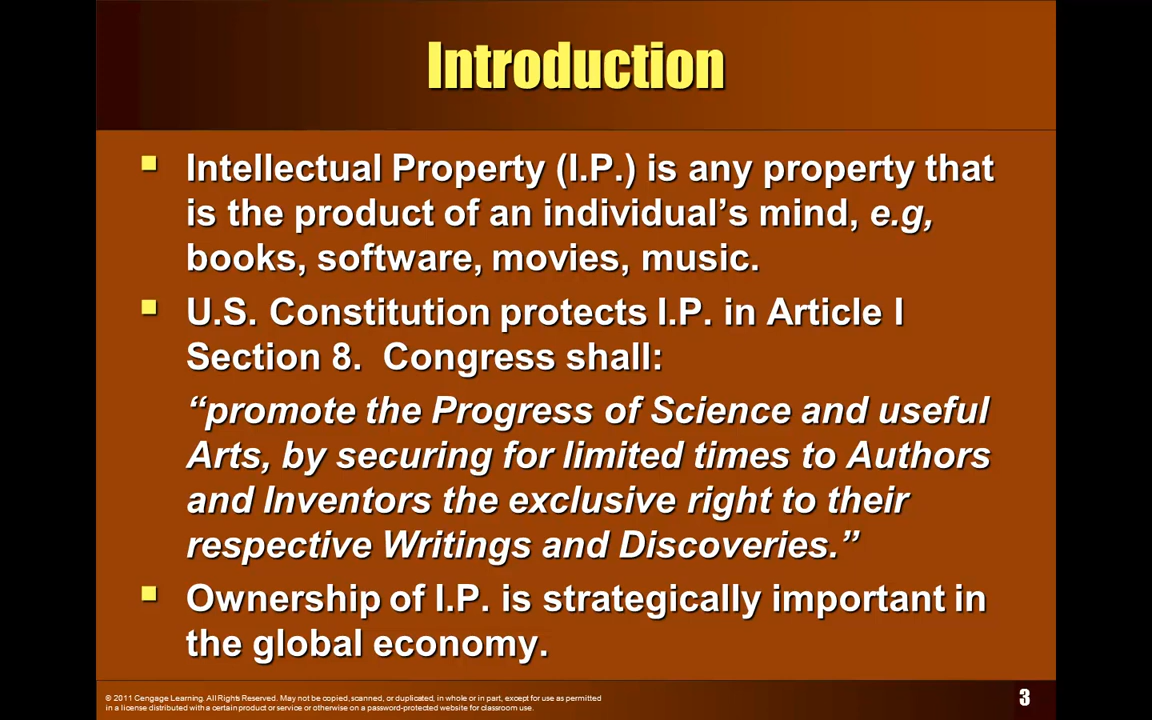 Introduction
Intellectual Property (I.P.) is any property that
is the product of an individual’s mind, e.g,
books, software, movies, music.
U.S. Constitution protects I.P. in Article I
Section 8.  Congress shall:
“promote the Progress of Science and useful
Arts, by securing for limited times to Authors
and Inventors the exclusive right to their
respective Writings and Discoveries.”
Ownership of I.P. is strategically important in
the global economy.
© 2011 Cengage Learning. All Rights Reserved. May not be copied, scanned, or duplicated, in whole or in part, except for use as permitted
in a license distributed with a certain product or service or otherwise on a password-protected website for classroom use.
3